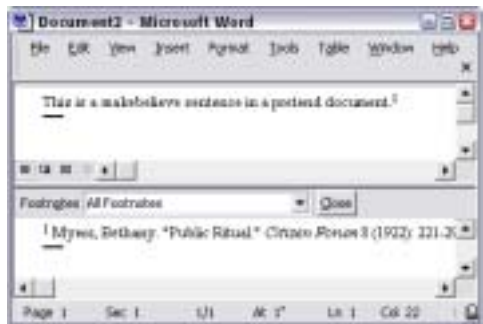 Document2 - Microsoft Word
File Edit View Insert Format Tools Table Window Help
This is a makebelieve sentence in a pretend document.1
Footnotes All Footnotes Close
1 Myers, Bethany. "Public Ritual." Citizen Forum 8 (1922): 221-2
Page 1 Sec 1 1/1 At 1" Ln 1 Col 22